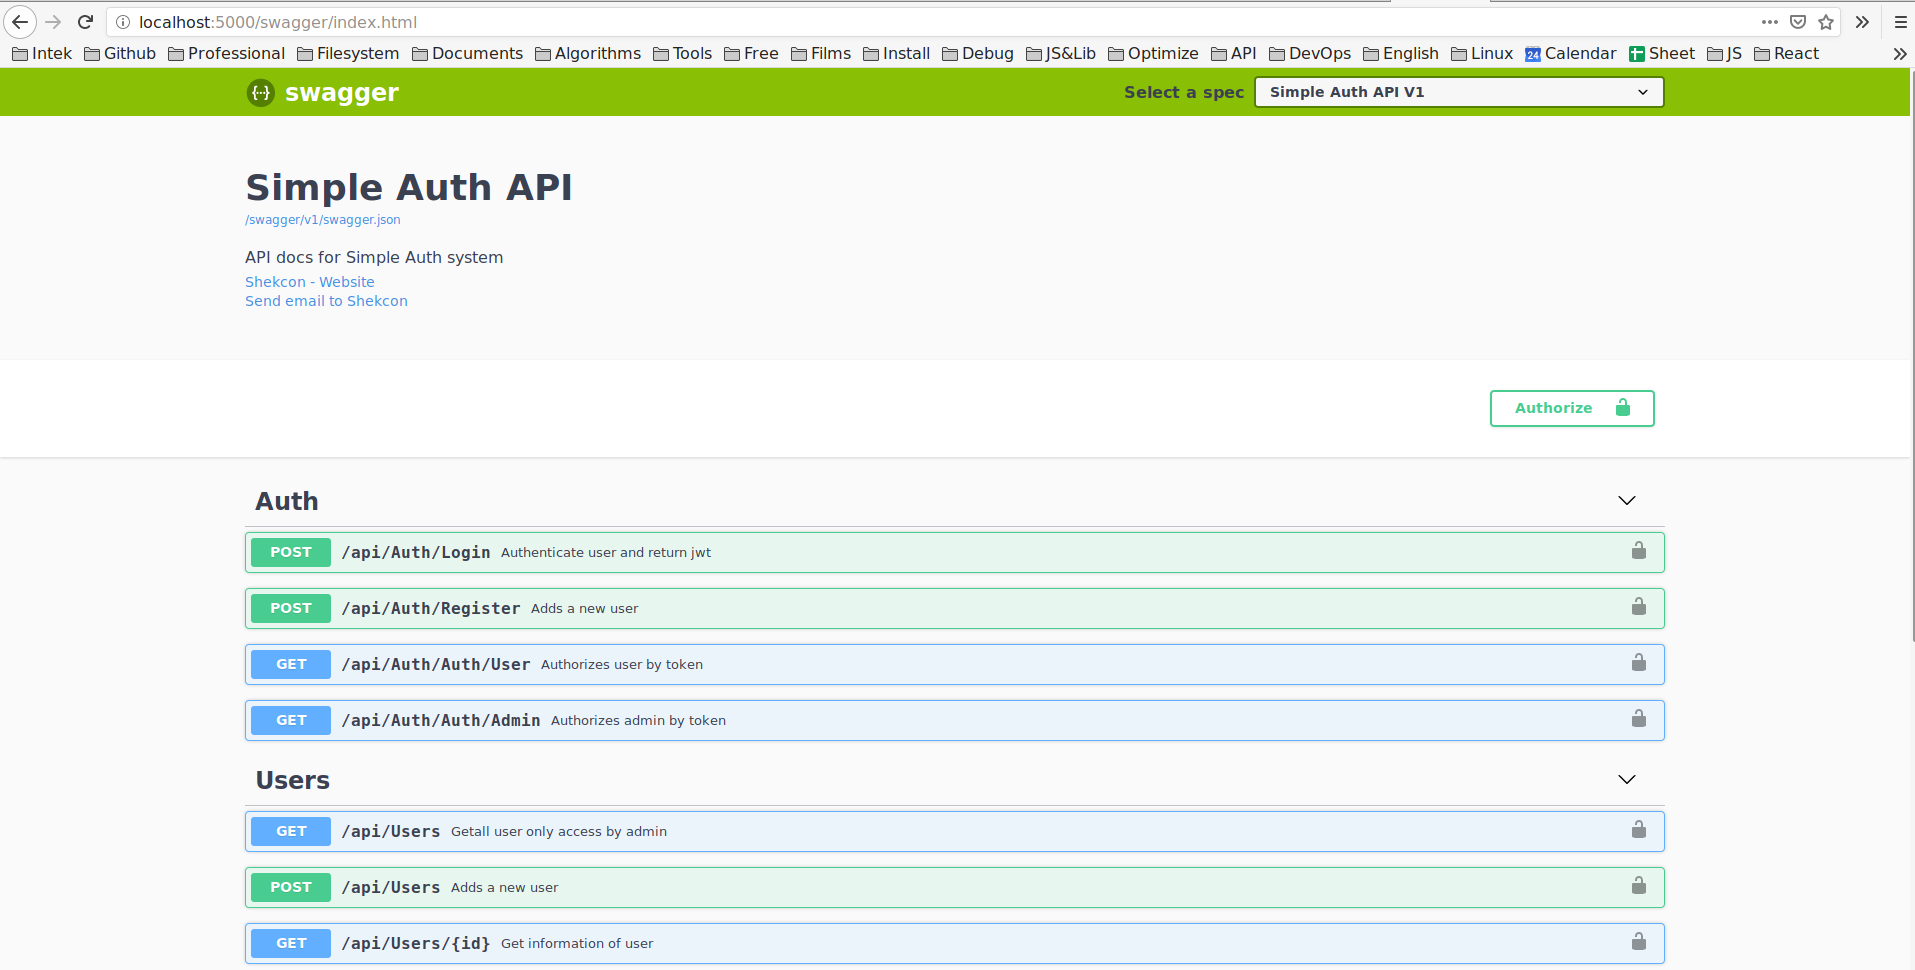 localhost:5000/swagger/index.html
Intek Github Professional Filesystem Documents Algorithms Tools Free Films Install Debug JS&Lib Optimize API DevOps English Linux 24 Calendar Sheet JS React
{···} swagger Select a spec Simple Auth API V1
Simple Auth API
/swagger/v1/swagger.json
API docs for Simple Auth system
Shekcon - Website
Send email to Shekcon
Authorize
Auth
POST /api/Auth/Login Authenticate user and return jwt
POST /api/Auth/Register Adds a new user
GET /api/Auth/Auth/User Authorizes user by token
GET /api/Auth/Auth/Admin Authorizes admin by token
Users
GET /api/Users Getall user only access by admin
POST /api/Users Adds a new user
GET /api/Users/{id} Get information of user